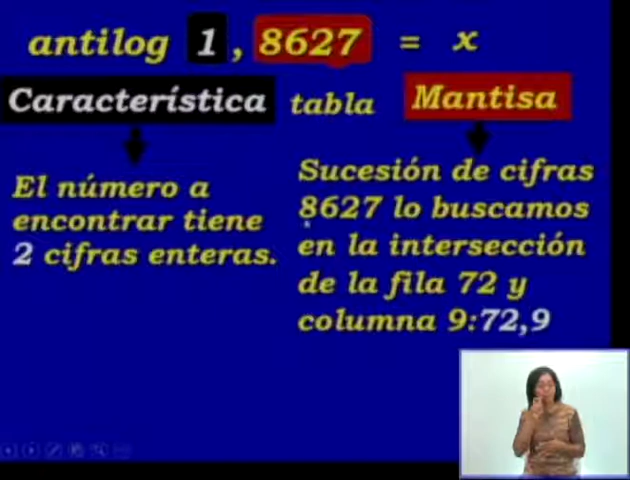 antilog 1, 8627 = x
Característica tabla Mantisa
El número a
encontrar tiene
2 cifras enteras.
Sucesión de cifras
8627 lo buscamos
en la intersección
de la fila 72 y
columna 9:72,9